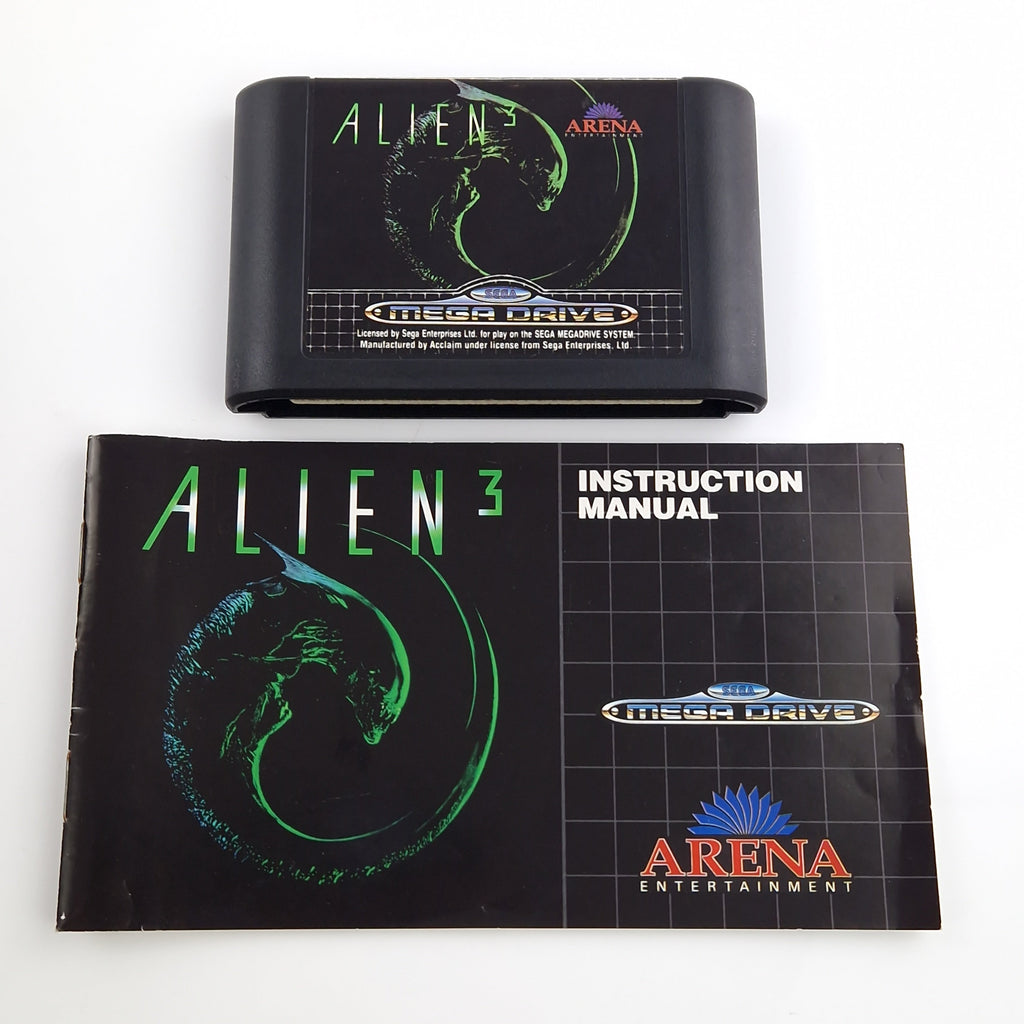 ALIEN³
ARENA
ENTERTAINMENT
SEGA
MEGA DRIVE
Licensed by Sega Enterprises Ltd. for play on the SEGA MEGADRIVE SYSTEM.
Manufactured by Acclaim under license from Sega Enterprises, Ltd.
ALIEN³
INSTRUCTION
MANUAL
SEGA
MEGA DRIVE
ARENA
ENTERTAINMENT